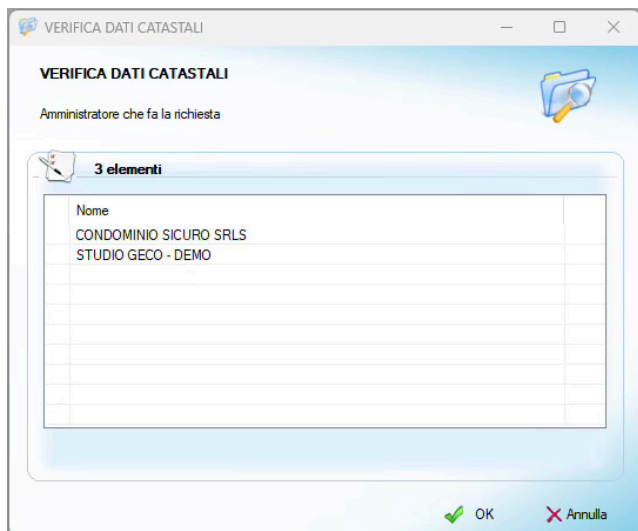 VERIFICA DATI CATASTALI
VERIFICA DATI CATASTALI
Amministratore che fa la richiesta
3 elementi
Nome
CONDOMINIO SICURO SRLS
STUDIO GECO - DEMO
OK
Annulla